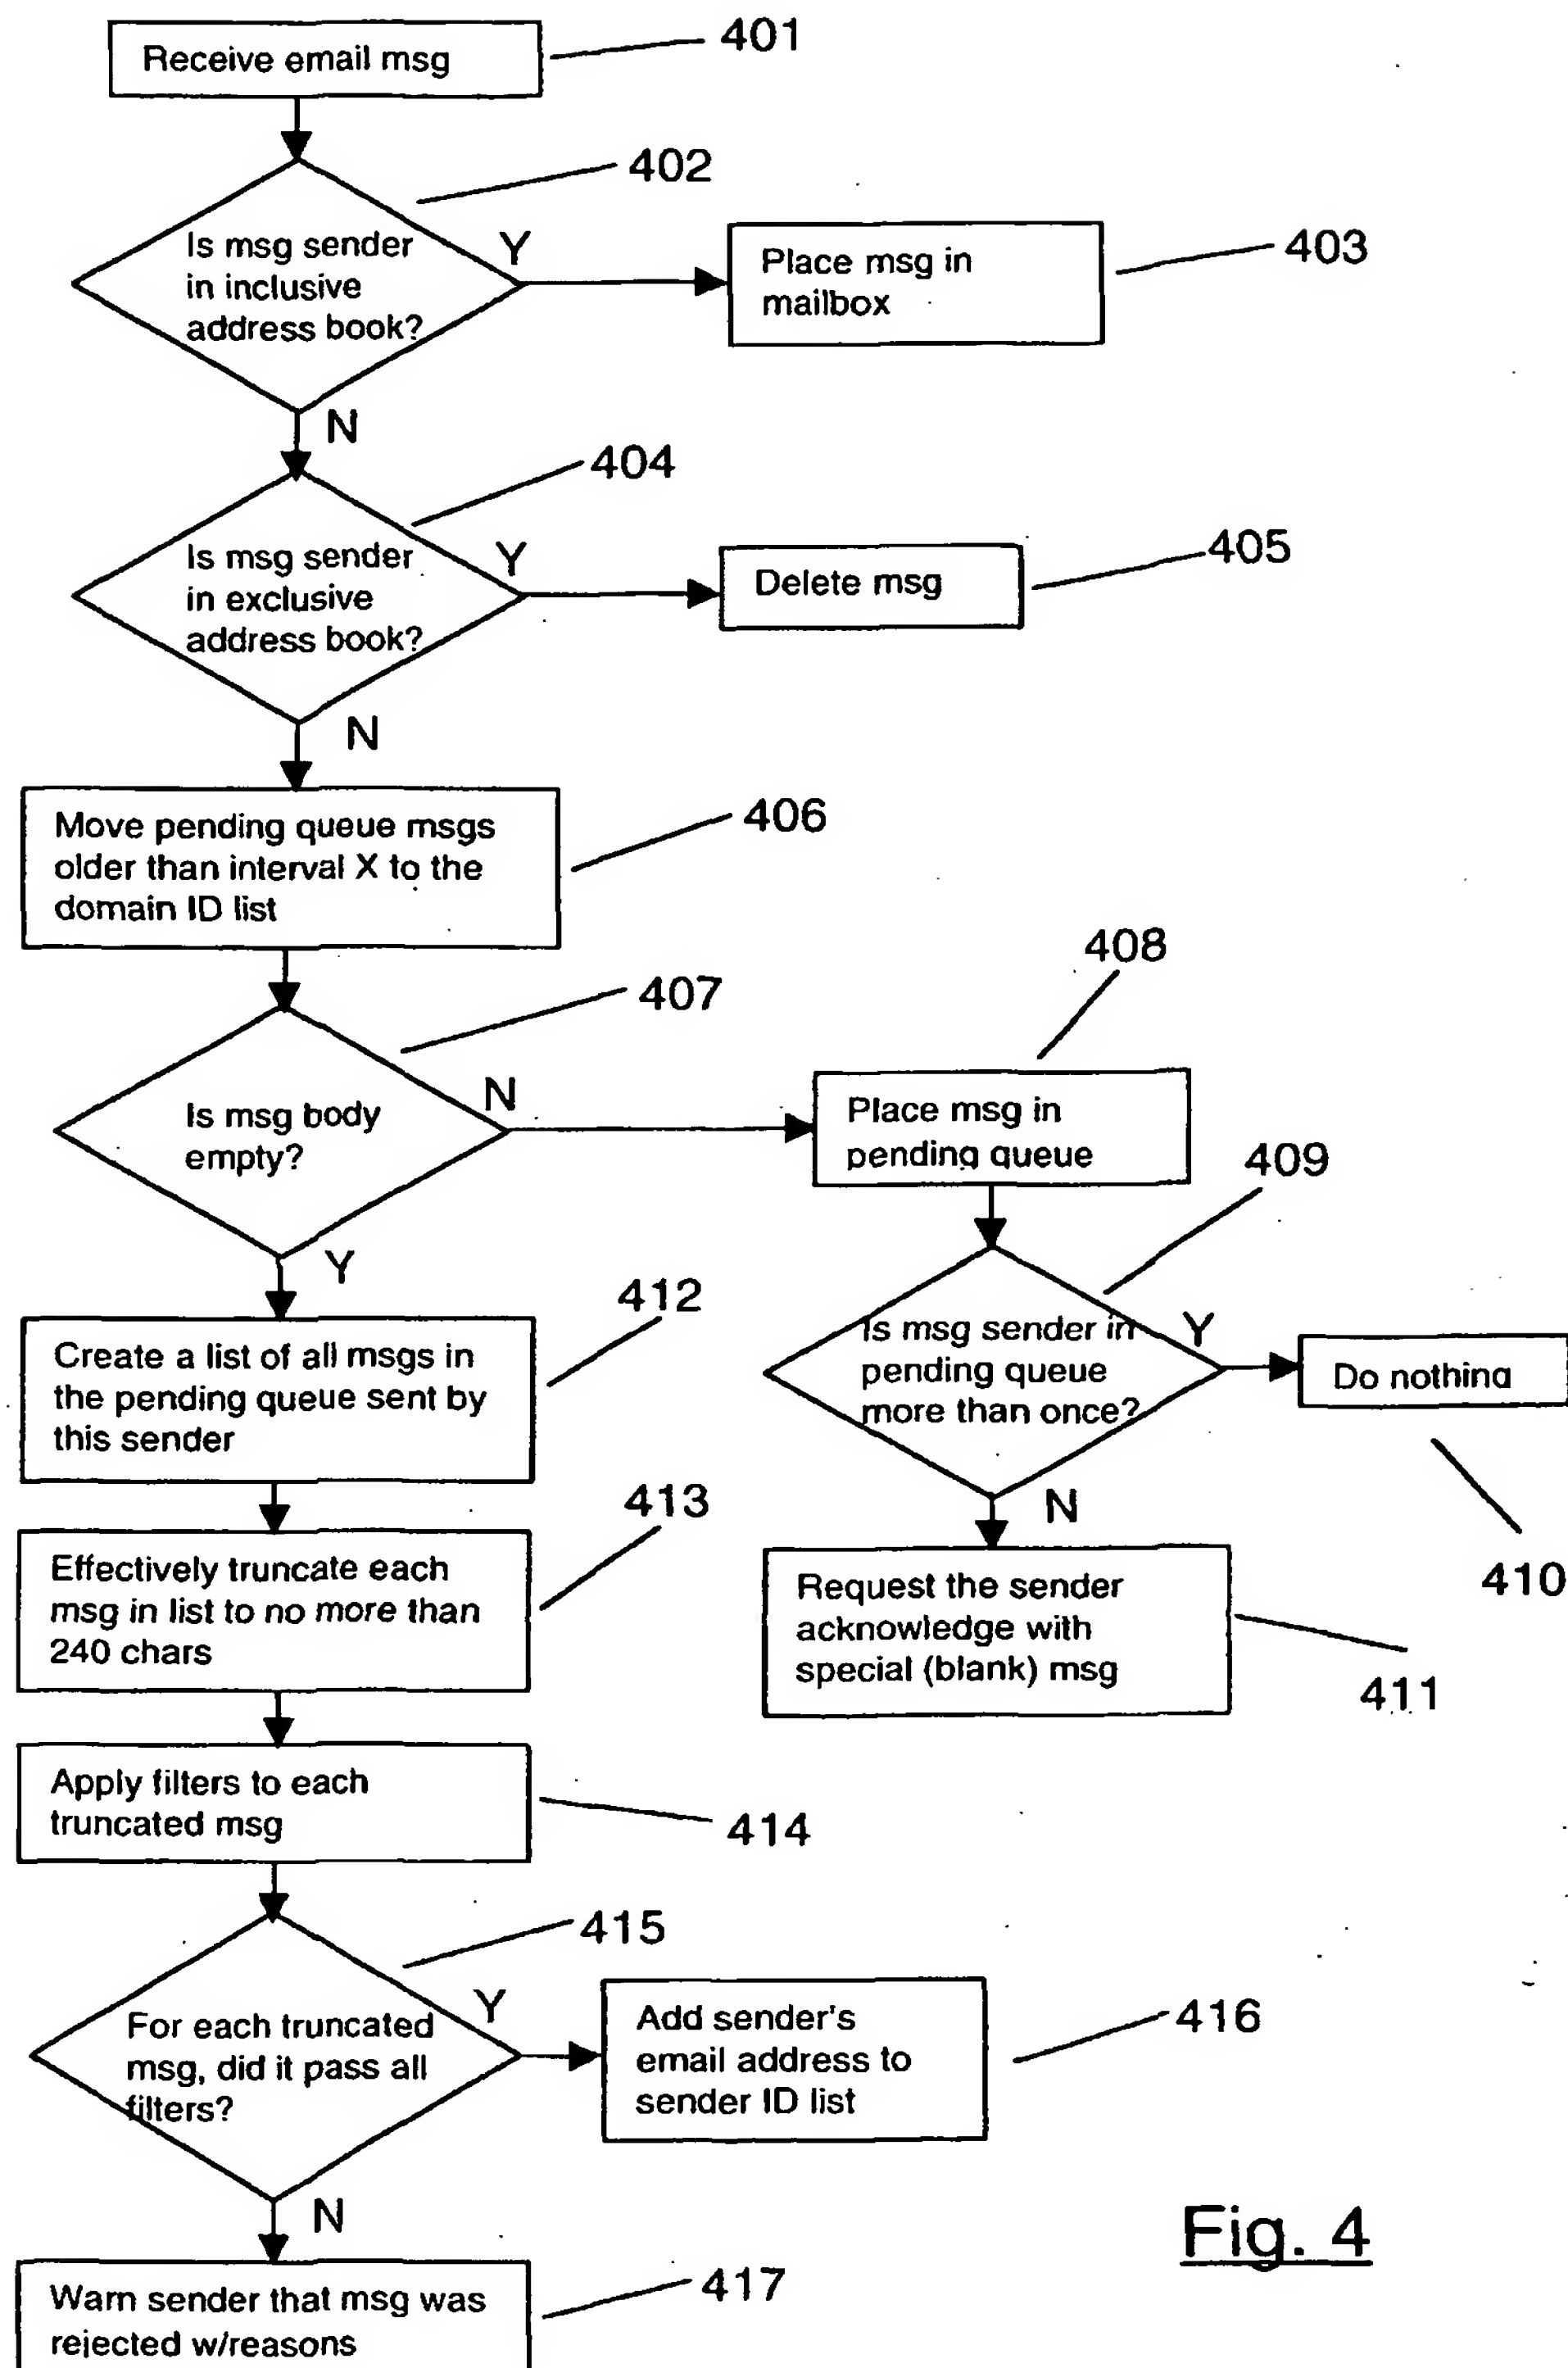 Receive email msg
401
402
Is msg sender
in inclusive
address book?
Y
Place msg in
mailbox
403
N
404
Is msg sender
in exclusive
address book?
Y
Delete msg
405
N
Move pending queue msgs
older than interval X to the
domain ID list
406
407
Is msg body
empty?
N
408
Place msg in
pending queue
409
Is msg sender in
pending queue
more than once?
Y
Do nothing
410
N
Request the sender
acknowledge with
special (blank) msg
411
Y
412
Create a list of all msgs in
the pending queue sent by
this sender
413
Effectively truncate each
msg in list to no more than
240 chars
Apply filters to each
truncated msg
414
415
For each truncated
msg, did it pass all
filters?
Y
Add sender's
email address to
sender ID list
416
N
Warn sender that msg was
rejected w/reasons
417
Fig. 4